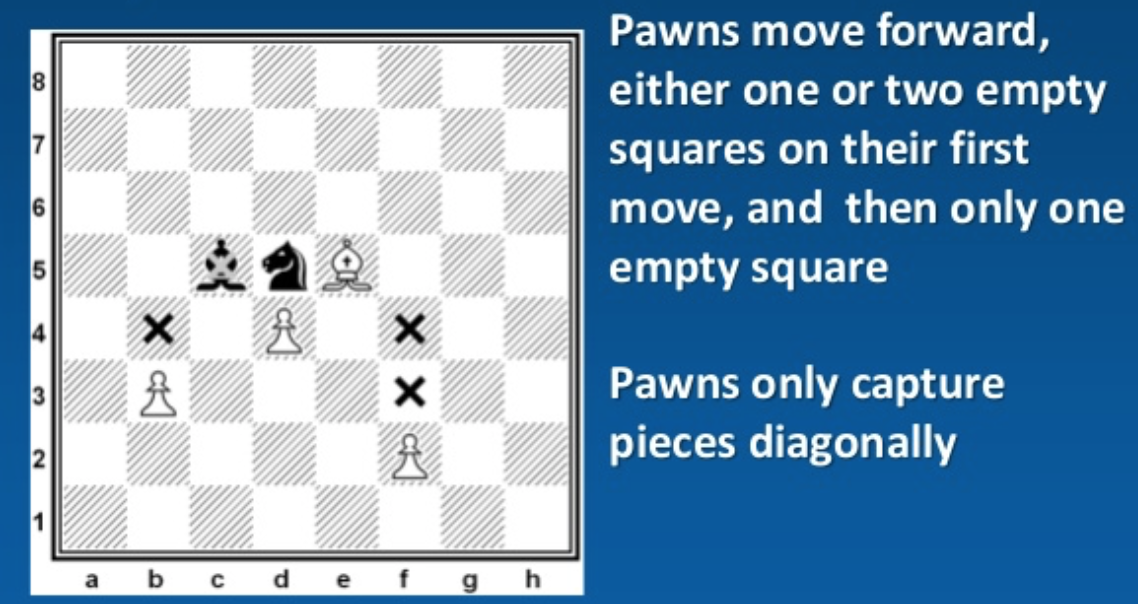 Pawns move forward,
either one or two empty
squares on their first
move, and  then only one
empty square
Pawns only capture
pieces diagonally
8
7
6
5
4
3
2
1
a b c d e f g h